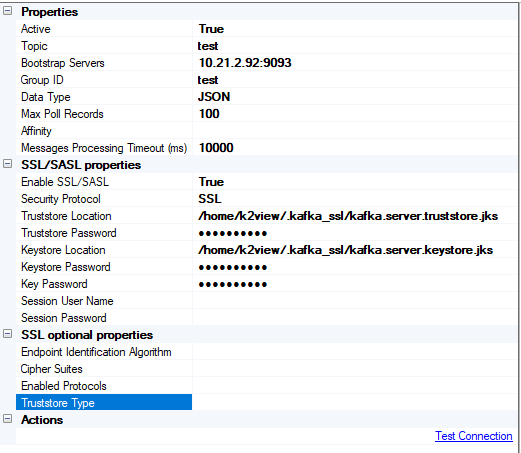 Properties
Active True
Topic test
Bootstrap Servers 10.21.2.92:9093
Group ID test
Data Type JSON
Max Poll Records 100
Affinity
Messages Processing Timeout (ms) 10000
SSL/SASL properties
Enable SSL/SASL True
Security Protocol SSL
Truststore Location /home/k2view/.kafka_ssl/kafka.server.truststore.jks
Truststore Password ●●●●●●●●●●
Keystore Location /home/k2view/.kafka_ssl/kafka.server.keystore.jks
Keystore Password ●●●●●●●●●●
Key Password ●●●●●●●●●●
Session User Name
Session Password
SSL optional properties
Endpoint Identification Algorithm
Cipher Suites
Enabled Protocols
Truststore Type
Actions
Test Connection